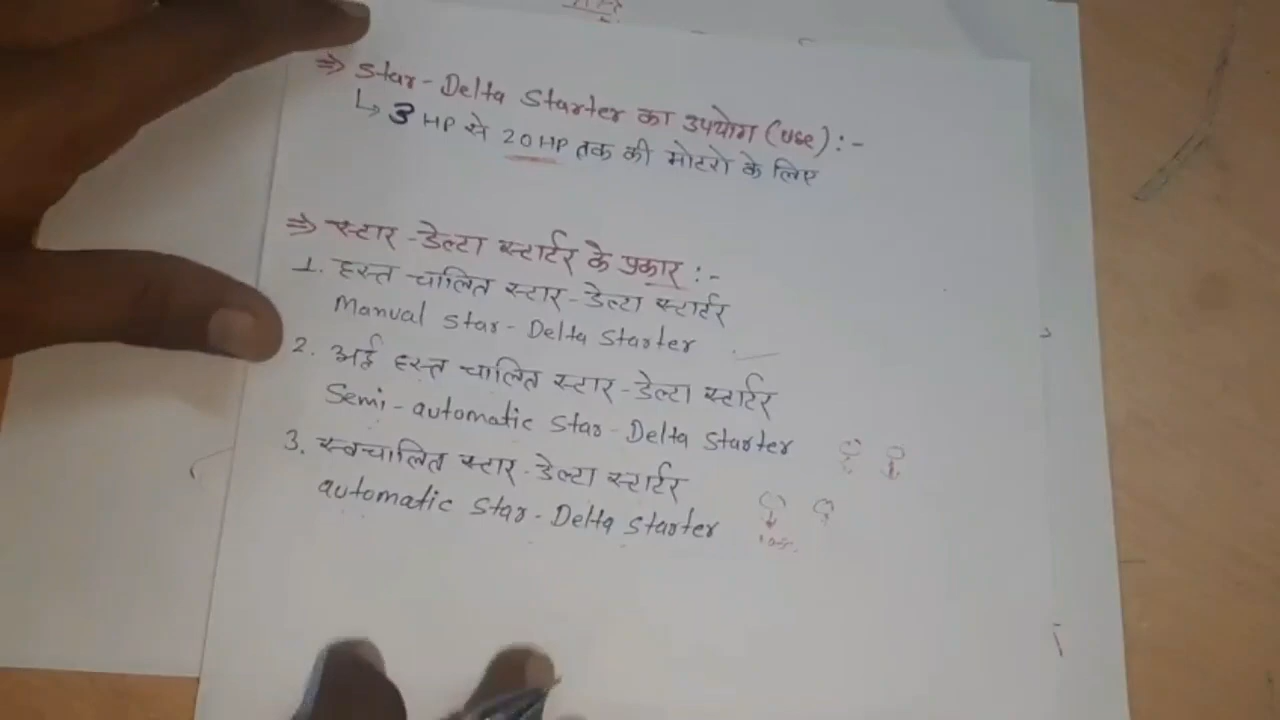 ⇒ Star-Delta Starter का उपयोग (Use) :-
↳ 3 HP से 20 HP तक की मोटरो के लिए
⇒ स्टार-डेल्टा स्टार्टर के प्रकार :-
1. हस्त चालित स्टार-डेल्टा स्टार्टर
Manual Star-Delta Starter
2. अर्द्ध हस्त चालित स्टार-डेल्टा स्टार्टर
Semi-automatic Star-Delta Starter
3. स्वचालित स्टार-डेल्टा स्टार्टर
automatic Star-Delta Starter